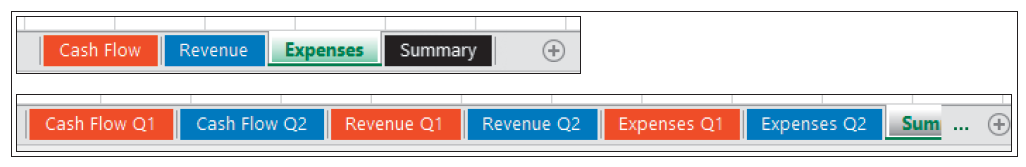 Cash Flow Revenue Expenses Summary
Cash Flow Q1 Cash Flow Q2 Revenue Q1 Revenue Q2 Expenses Q1 Expenses Q2 Sum ...